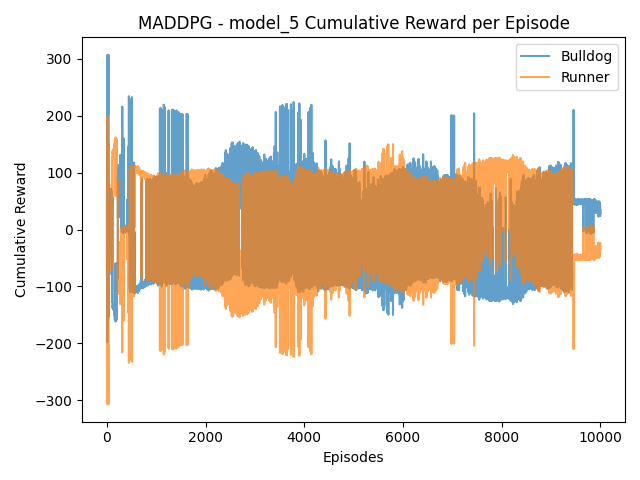 MADDPG - model_5 Cumulative Reward per Episode
Bulldog
Runner
Cumulative Reward
300
200
100
0
−100
−200
−300
0 2000 4000 6000 8000 10000
Episodes